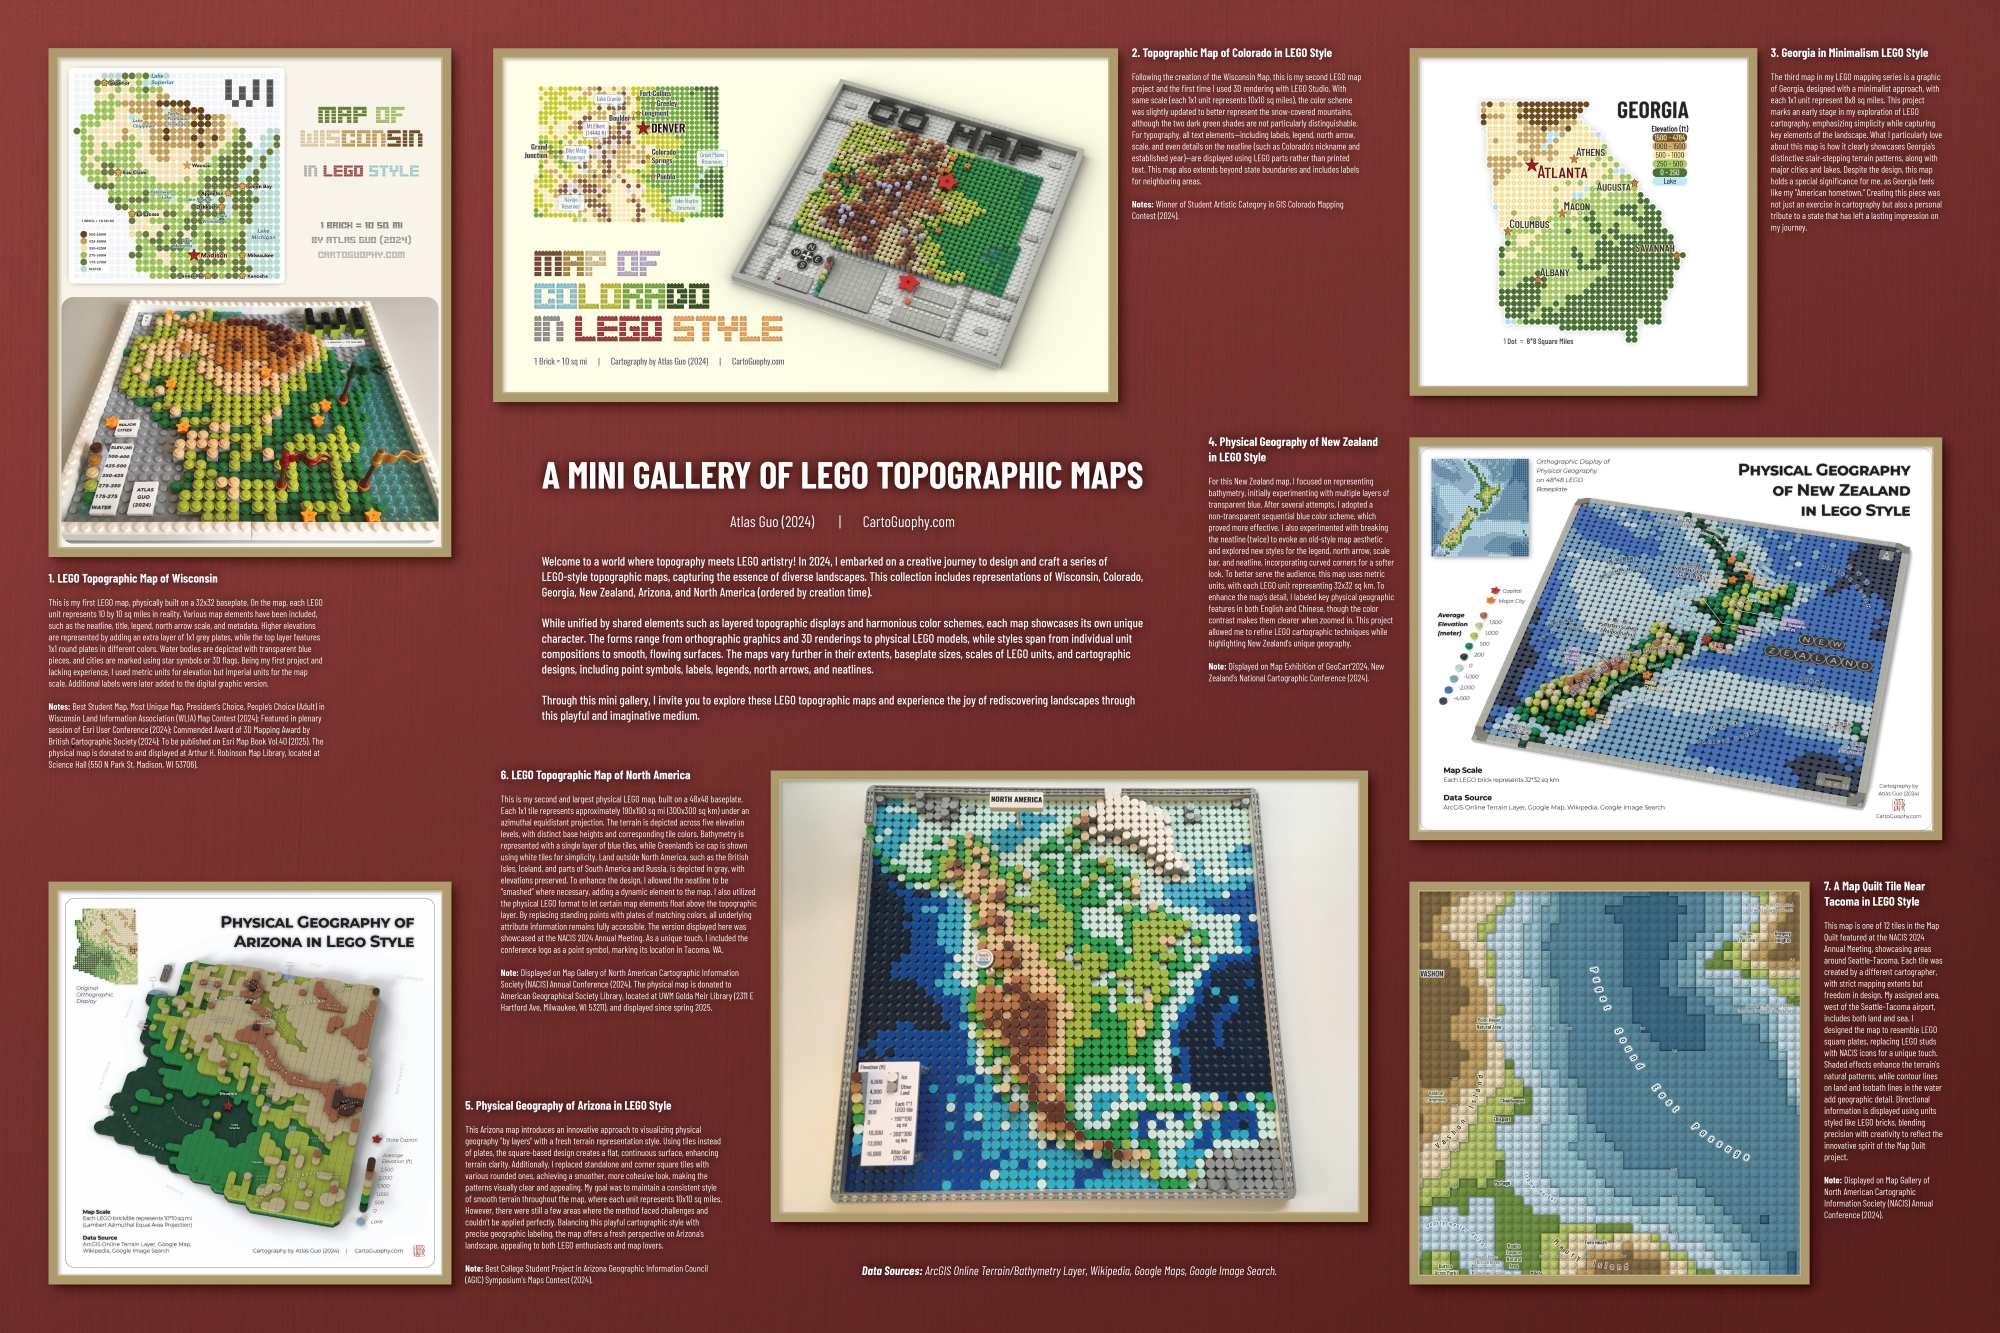 WI
MAP OF
WISCONSIN
IN LEGO STYLE
1 BRICK = 10 SQ MI
BY ATLAS GUO (2024)
CARTOGUOPHY.COM
Lake Superior
Superior
Wausau
Eau Claire
Green Bay
Appleton
Oshkosh
La Crosse
Lake Michigan
Madison
Milwaukee
Kenosha
1 BRICK = 10 SQ MI
500-600M
425-500M
350-425M
275-350M
175-275M
WATER
MAJOR CITIES
ELEV.(M)
500-600
425-500
350-425
275-350
175-275
WATER
ATLAS GUO (2024)
1. LEGO Topographic Map of Wisconsin
This is my first LEGO map, physically built on a 32x32 baseplate. On the map, each LEGO
unit represents 10 by 10 sq miles in reality. Various map elements have been included,
such as the neatline, title, legend, north arrow scale, and metadata. Higher elevations
are represented by adding an extra layer of 1x1 grey plates, while the top layer features
1x1 round plates in different colors. Water bodies are depicted with transparent blue
pieces, and cities are marked using star symbols or 3D flags. Being my first project and
lacking experience, I used metric units for elevation but imperial units for the map
scale. Additional labels were later added to the digital graphic version.
Notes: Best Student Map, Most Unique Map, President's Choice, People's Choice (Adult) in
Wisconsin Land Information Association (WLIA) Map Contest (2024); Featured in plenary
session of Esri User Conference (2024); Commended Award of 3D Mapping Award by
British Cartographic Society (2024); To be published on Esri Map Book Vol.40 (2025). The
physical map is donated to and displayed at Arthur H. Robinson Map Library, located at
Science Hall (550 N Park St, Madison, WI 53706).
Fort Collins
Greeley
Longmont
Boulder
DENVER
Lake Granby
Mt Elbert
(14440 ft)
Grand
Junction
Blue Mesa
Reservoir
Colorado
Springs
Pueblo
Great Plains
Reservoirs
Navajo
Reservoir
John Martin
Reservoir
MAP OF
COLORADO
IN LEGO STYLE
1 Brick = 10 sq mi | Cartography by Atlas Guo (2024) | CartoGuophy.com
2. Topographic Map of Colorado in LEGO Style
Following the creation of the Wisconsin Map, this is my second LEGO map
project and the first time I used 3D rendering with LEGO Studio. With
same scale (each 1x1 unit represents 10x10 sq miles), the color scheme
was slightly updated to better represent the snow-covered mountains,
although the two dark green shades are not particularly distinguishable.
For typography, all text elements—including labels, legend, north arrow,
scale, and even details on the neatline (such as Colorado's nickname and
established year)—are displayed using LEGO parts rather than printed
text. This map also extends beyond state boundaries and includes labels
for neighboring areas.
Notes: Winner of Student Artistic Category in GIS Colorado Mapping
Contest (2024).
GEORGIA
Elevation (ft)
1500 - 4784
1000 - 1500
500 - 1000
250 - 500
0 - 250
Lake
ATHENS
ATLANTA
AUGUSTA
MACON
COLUMBUS
SAVANNAH
ALBANY
1 Dot = 8*8 Square Miles
3. Georgia in Minimalism LEGO Style
The third map in my LEGO mapping series is a graphic
of Georgia, designed with a minimalist approach, with
each 1x1 unit represent 8x8 sq miles. This project
marks an early stage in my exploration of LEGO
cartography, emphasizing simplicity while capturing
key elements of the landscape. What I particularly love
about this map is how it clearly showcases Georgia's
distinctive stair-stepping terrain patterns, along with
major cities and lakes. Despite the design, this map
holds a special significance for me, as Georgia feels
like my "American hometown." Creating this piece was
not just an exercise in cartography but also a personal
tribute to a state that has left a lasting impression on
my journey.
A MINI GALLERY OF LEGO TOPOGRAPHIC MAPS
Atlas Guo (2024) | CartoGuophy.com
Welcome to a world where topography meets LEGO artistry! In 2024, I embarked on a creative journey to design and craft a series of
LEGO-style topographic maps, capturing the essence of diverse landscapes. This collection includes representations of Wisconsin, Colorado,
Georgia, New Zealand, Arizona, and North America (ordered by creation time).
While unified by shared elements such as layered topographic displays and harmonious color schemes, each map showcases its own unique
character. The forms range from orthographic graphics and 3D renderings to physical LEGO models, while styles span from individual unit
compositions to smooth, flowing surfaces. The maps vary further in their extents, baseplate sizes, scales of LEGO units, and cartographic
designs, including point symbols, labels, legends, north arrows, and neatlines.
Through this mini gallery, I invite you to explore these LEGO topographic maps and experience the joy of rediscovering landscapes through
this playful and imaginative medium.
4. Physical Geography of New Zealand
in LEGO Style
For this New Zealand map, I focused on representing
bathymetry, initially experimenting with multiple layers of
transparent blue. After several attempts, I adopted a
non-transparent sequential blue color scheme, which
proved more effective. I also experimented with breaking
the neatline (twice) to evoke an old-style map aesthetic
and explored new styles for the legend, north arrow, scale
bar, and neatline, incorporating curved corners for a softer
look. To better serve the audience, this map uses metric
units, with each LEGO unit representing 32x32 sq km. To
enhance the map's detail, I labeled key physical geographic
features in both English and Chinese, though the color
contrast makes them clearer when zoomed in. This project
allowed me to refine LEGO cartographic techniques while
highlighting New Zealand's unique geography.
Note: Displayed on Map Exhibition of GeoCart'2024, New
Zealand's National Cartographic Conference (2024).
Orthographic Display of
Physical Geography
on 48*48 LEGO
Baseplate
PHYSICAL GEOGRAPHY
OF NEW ZEALAND
IN LEGO STYLE
Capital
Major City
Average
Elevation
(meter)
1,500
1,000
500
200
0
-1,000
-2,000
-4,000
NEW
ZEALAND
Map Scale
Each LEGO brick represents 32*32 sq km
Data Source
ArcGIS Online Terrain Layer, Google Map, Wikipedia, Google Image Search
Cartography by
Atlas Guo (2024)
CartoGuophy.com
6. LEGO Topographic Map of North America
This is my second and largest physical LEGO map, built on a 48x48 baseplate.
Each 1x1 tile represents approximately 190x190 sq mi (300x300 sq km) under an
azimuthal equidistant projection. The terrain is depicted across five elevation
levels, with distinct base heights and corresponding tile colors. Bathymetry is
represented with a single layer of blue tiles, while Greenland's ice cap is shown
using white tiles for simplicity. Land outside North America, such as the British
Isles, Iceland, and parts of South America and Russia, is depicted in gray, with
elevations preserved. To enhance the design, I allowed the neatline to be
"smashed" where necessary, adding a dynamic element to the map. I also utilized
the physical LEGO format to let certain map elements float above the topographic
layer. By replacing standing points with plates of matching colors, all underlying
attribute information remains fully accessible. The version displayed here was
showcased at the NACIS 2024 Annual Meeting. As a unique touch, I included the
conference logo as a point symbol, marking its location in Tacoma, WA.
Note: Displayed on Map Gallery of North American Cartographic Information
Society (NACIS) Annual Conference (2024). The physical map is donated to
American Geographical Society Library, located at UWM Golda Meir Library (2311 E
Hartford Ave, Milwaukee, WI 53211), and displayed since spring 2025.
NORTH AMERICA
Elevation (ft)
6,000
4,000
2,000
800
0
-10,000
-13,000
-16,000
Ice
Other
Land
Each 1*1
LEGO tile
~ 190*190
sq mi
~ 300*300
sq km
Atlas Guo
(2024)
Original
Orthographic
Display
PHYSICAL GEOGRAPHY OF
ARIZONA IN LEGO STYLE
Phoenix
State Capital
Average
Elevation (ft)
2,500
2,000
1,500
1,000
500
0
Lake
Map Scale
Each LEGO brick/tile represents 10*10 sq mi
(Lambert Azimuthal Equal Area Projection)
Data Source
ArcGIS Online Terrain Layer, Google Map,
Wikipedia, Google Image Search
Cartography by Atlas Guo (2024) | CartoGuophy.com
5. Physical Geography of Arizona in LEGO Style
This Arizona map introduces an innovative approach to visualizing physical
geography "by layers" with a fresh terrain representation style. Using tiles instead
of plates, the square-based design creates a flat, continuous surface, enhancing
terrain clarity. Additionally, I replaced standalone and corner square tiles with
various rounded ones, achieving a smoother, more cohesive look, making the
patterns visually clear and appealing. My goal was to maintain a consistent style
of smooth terrain throughout the map, where each unit represents 10x10 sq miles.
However, there were still a few areas where the method faced challenges and
couldn't be applied perfectly. Balancing this playful cartographic style with
precise geographic labeling, the map offers a fresh perspective on Arizona's
landscape, appealing to both LEGO enthusiasts and map lovers.
Note: Best College Student Project in Arizona Geographic Information Council
(AGIC) Symposium's Maps Contest (2024).
Data Sources: ArcGIS Online Terrain/Bathymetry Layer, Wikipedia, Google Maps, Google Image Search.
VASHON
Vashon Island
Puget Sound East Passage
Maury Island
7. A Map Quilt Tile Near
Tacoma in LEGO Style
This map is one of 12 tiles in the Map
Quilt featured at the NACIS 2024
Annual Meeting, showcasing areas
around Seattle-Tacoma. Each tile was
created by a different cartographer,
with strict mapping extents but
freedom in design. My assigned area,
west of the Seattle-Tacoma airport,
includes both land and sea. I
designed the map to resemble LEGO
square plates, replacing LEGO studs
with NACIS icons for a unique touch.
Shaded effects enhance the terrain's
natural patterns, while contour lines
on land and isobath lines in the water
add geographic detail. Directional
information is displayed using units
styled like LEGO bricks, blending
precision with creativity to reflect the
innovative spirit of the Map Quilt
project.
Note: Displayed on Map Gallery of
North American Cartographic
Information Society (NACIS) Annual
Conference (2024).